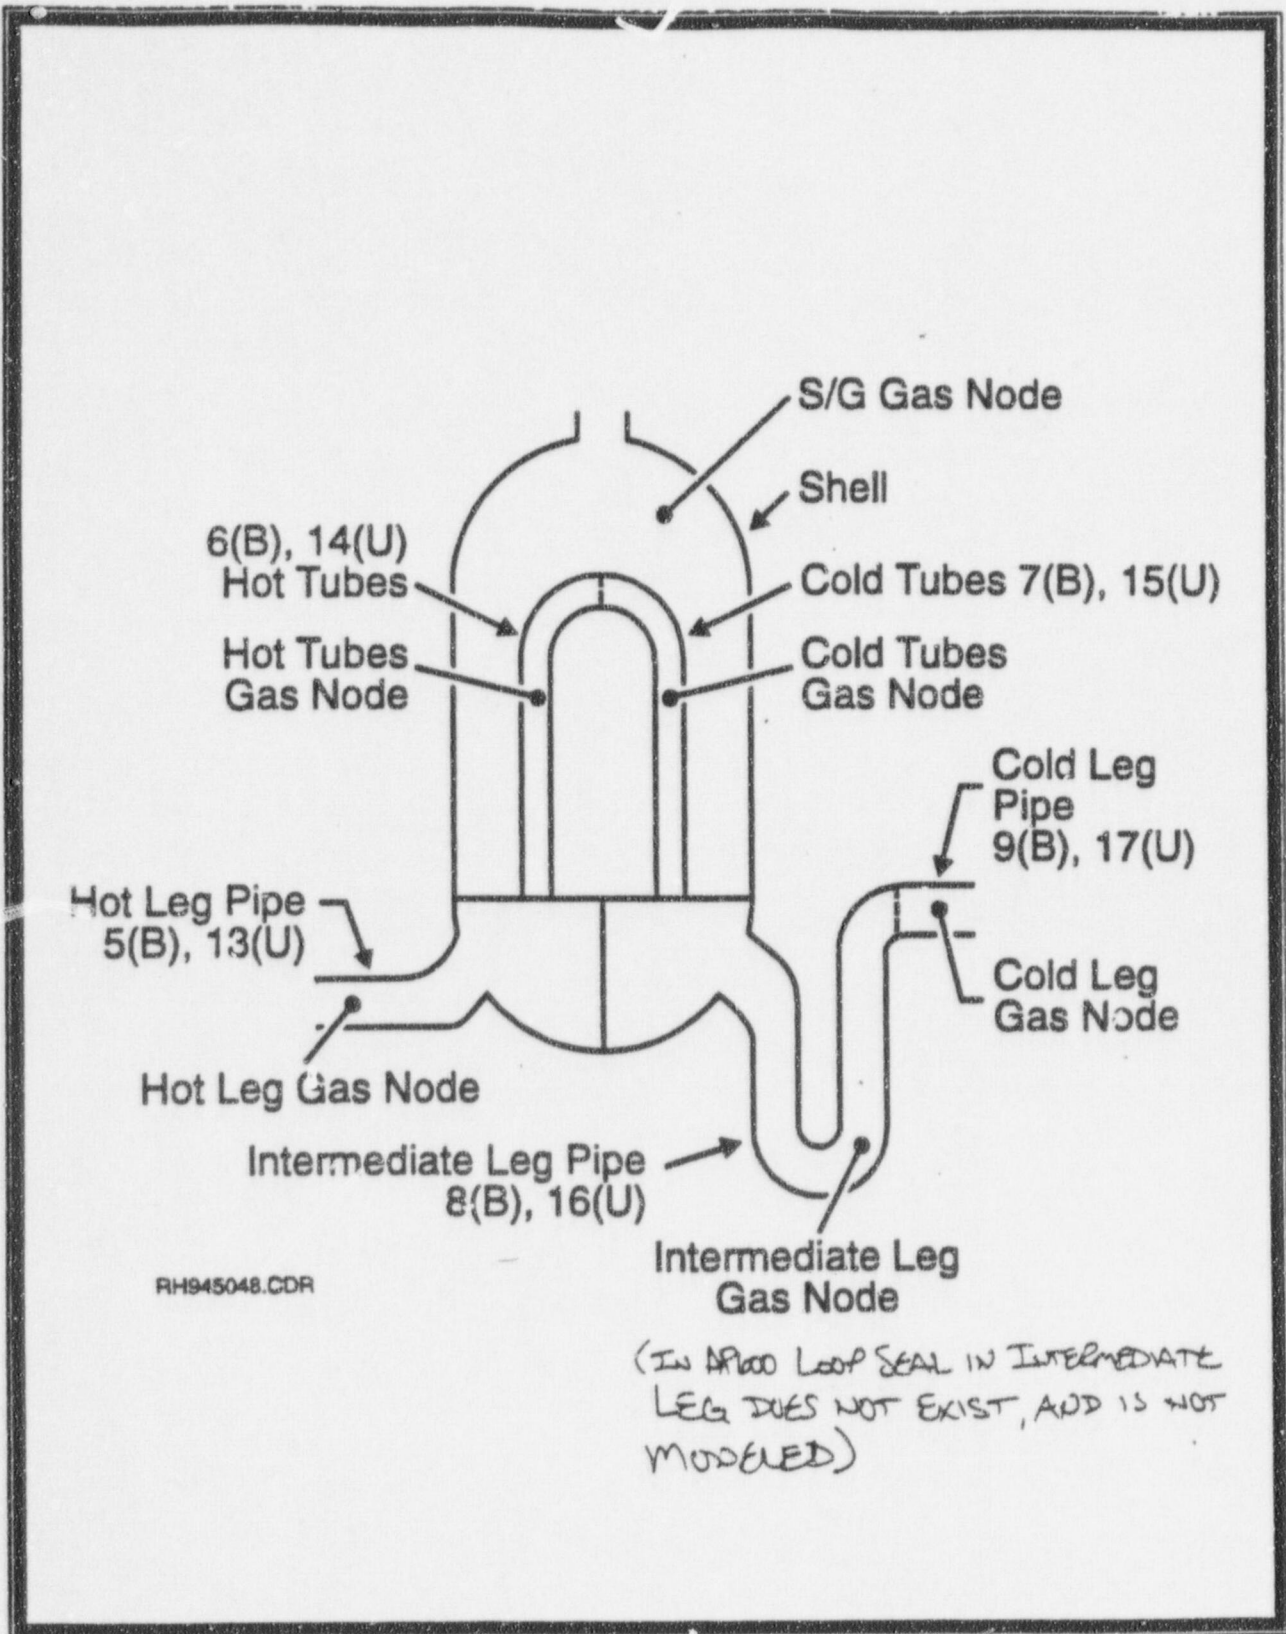 S/G Gas Node
Shell
6(B), 14(U)
Hot Tubes
Cold Tubes 7(B), 15(U)
Hot Tubes
Gas Node
Cold Tubes
Gas Node
Cold Leg
Pipe
9(B), 17(U)
Hot Leg Pipe
5(B), 13(U)
Cold Leg
Gas Node
Hot Leg Gas Node
Intermediate Leg Pipe
8(B), 16(U)
Intermediate Leg
Gas Node
RH945048.CDR
(IN AP600 LOOP SEAL IN INTERMEDIATE
LEG DOES NOT EXIST, AND IS NOT
MODELED)